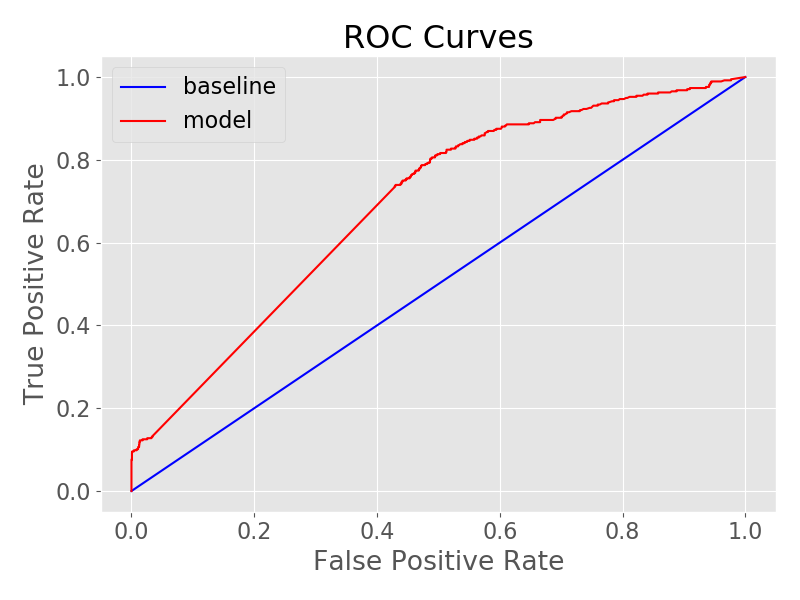 ROC Curves
baseline
model
1.0
0.8
0.6
0.4
0.2
0.0
True Positive Rate
0.0 0.2 0.4 0.6 0.8 1.0
False Positive Rate